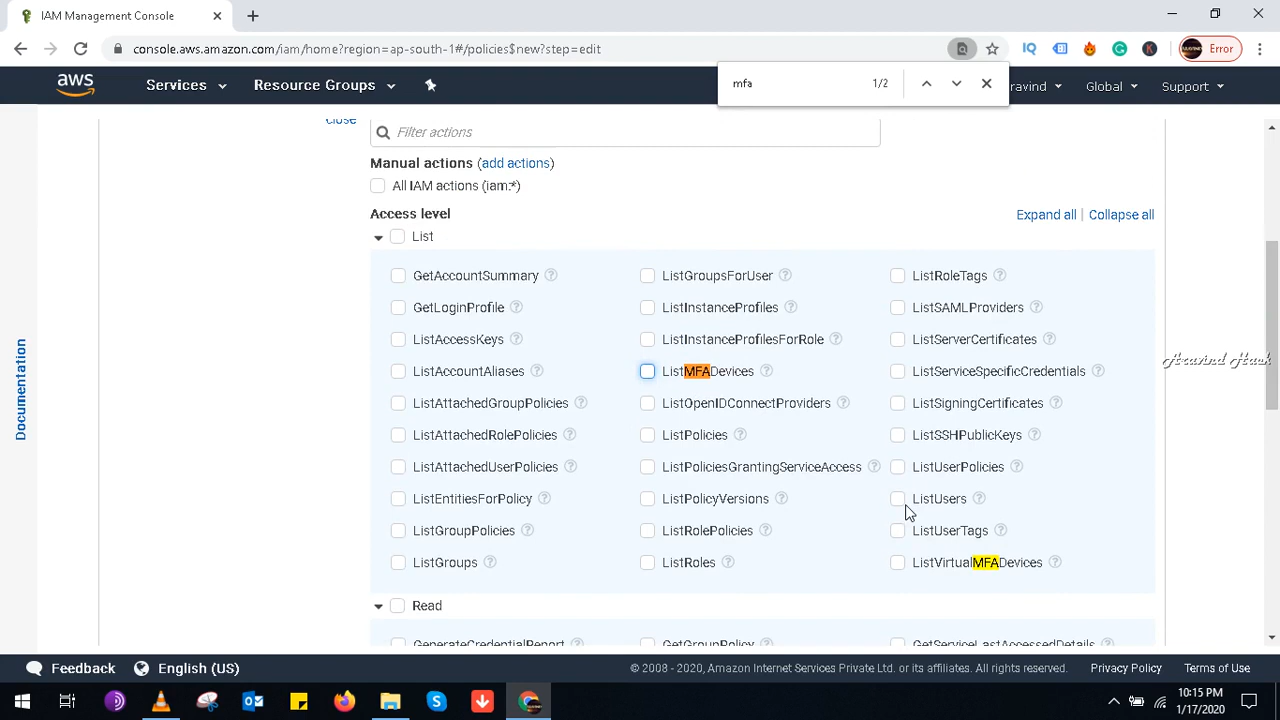 IAM Management Console
console.aws.amazon.com/iam/home?region=ap-south-1#/policies$new?step=edit
Error
mfa 1/2
aws Services Resource Groups ravind Global Support
Close
Filter actions
Manual actions (add actions)
All IAM actions (iam:*)
Access level Expand all | Collapse all
List
GetAccountSummary ListGroupsForUser ListRoleTags
GetLoginProfile ListInstanceProfiles ListSAMLProviders
ListAccessKeys ListInstanceProfilesForRole ListServerCertificates
ListAccountAliases ListMFADevices ListServiceSpecificCredentials
ListAttachedGroupPolicies ListOpenIDConnectProviders ListSigningCertificates
ListAttachedRolePolicies ListPolicies ListSSHPublicKeys
ListAttachedUserPolicies ListPoliciesGrantingServiceAccess ListUserPolicies
ListEntitiesForPolicy ListPolicyVersions ListUsers
ListGroupPolicies ListRolePolicies ListUserTags
ListGroups ListRoles ListVirtualMFADevices
Read
GenerateCredentialReport GetGroupPolicy GetServiceLastAccessedDetails
Documentation
Aravind Hack
Feedback English (US) © 2008 - 2020, Amazon Internet Services Private Ltd. or its affiliates. All rights reserved. Privacy Policy Terms of Use
10:15 PM
1/17/2020